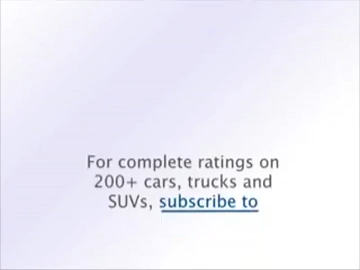 For complete ratings on
200+ cars, trucks and
SUVs, subscribe to